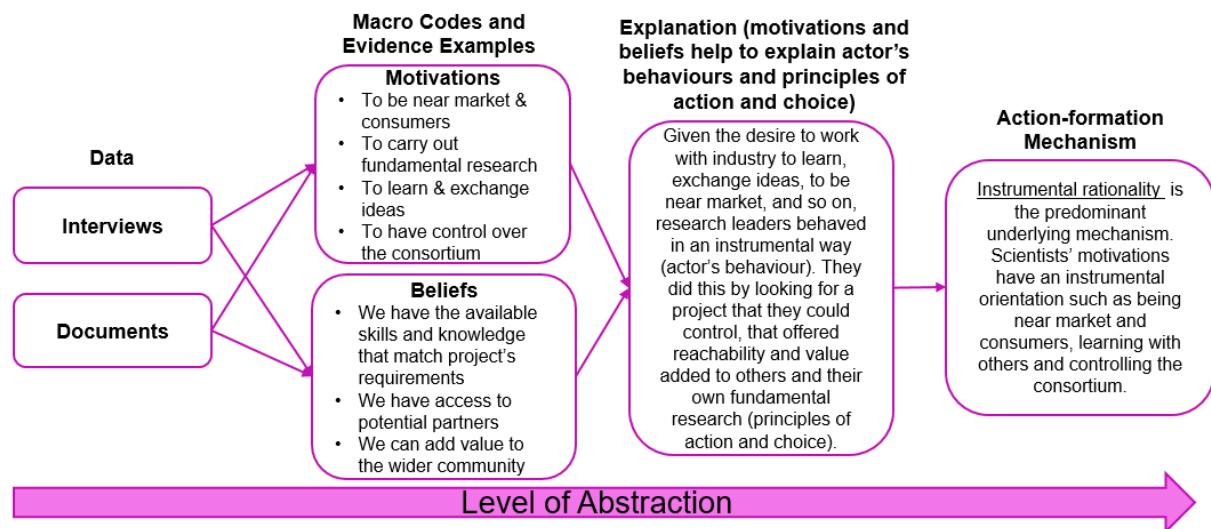 Data
Interviews
Documents
Macro Codes and
Evidence Examples
Motivations
• To be near market &
consumers
• To carry out
fundamental research
• To learn & exchange
ideas
• To have control over
the consortium
Beliefs
• We have the available
skills and knowledge
that match project's
requirements
• We have access to
potential partners
• We can add value to
the wider community
Explanation (motivations and
beliefs help to explain actor's
behaviours and principles of
action and choice)
Given the desire to work
with industry to learn,
exchange ideas, to be
near market, and so on,
research leaders behaved
in an instrumental way
(actor's behaviour). They
did this by looking for a
project that they could
control, that offered
reachability and value
added to others and their
own fundamental
research (principles of
action and choice).
Action-formation
Mechanism
Instrumental rationality is
the predominant
underlying mechanism.
Scientists' motivations
have an instrumental
orientation such as being
near market and
consumers, learning with
others and controlling the
consortium.
Level of Abstraction